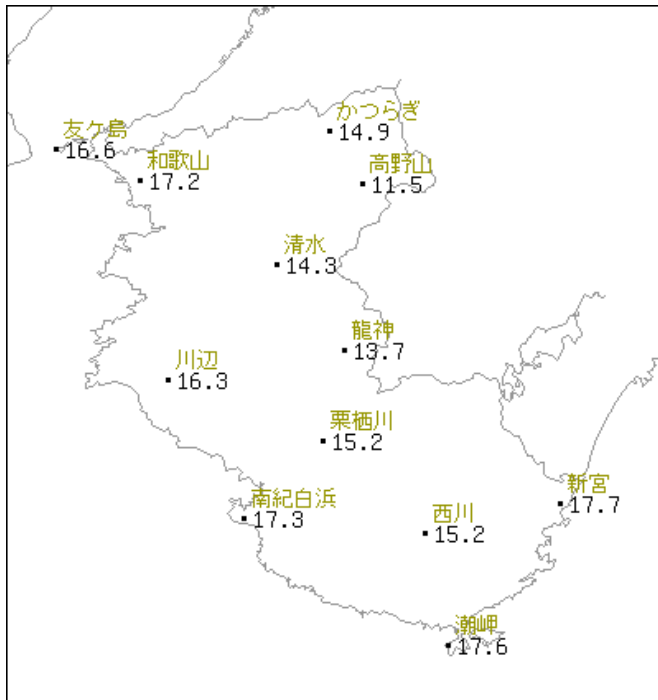 かつらぎ
14.9
友ケ島
16.6
和歌山
17.2
高野山
11.5
清水
14.3
龍神
13.7
川辺
16.3
栗栖川
15.2
新宮
17.7
南紀白浜
17.3
西川
15.2
潮岬
17.6